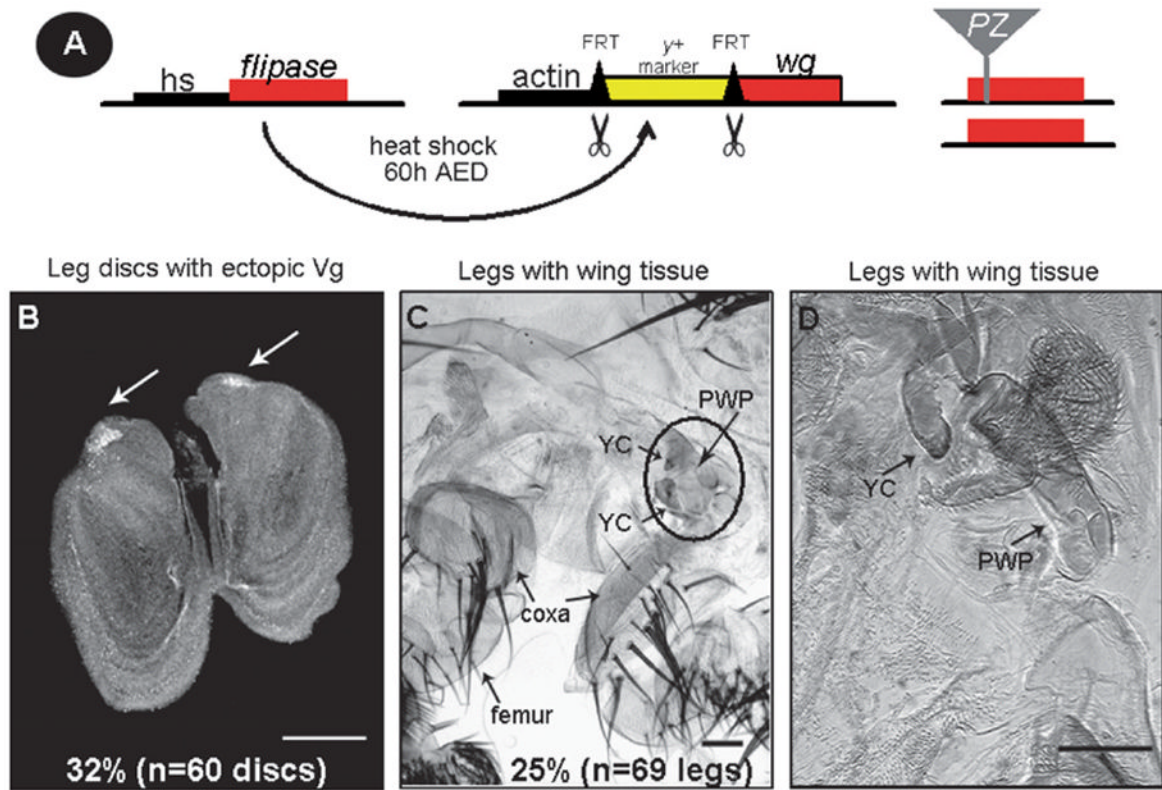 A
hs
flipase
FRT
y+
marker
FRT
actin
wg
PZ
heat shock
60h AED
Leg discs with ectopic Vg
Legs with wing tissue
Legs with wing tissue
B
32% (n=60 discs)
C
PWP
YC
YC
coxa
femur
25% (n=69 legs)
D
YC
PWP